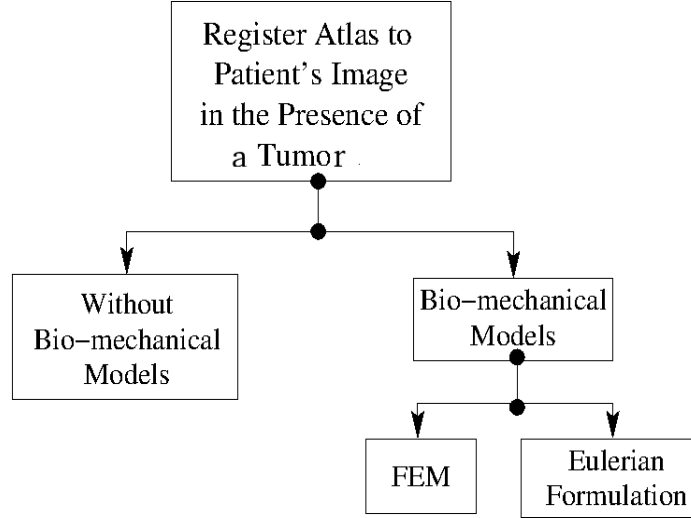 Register Atlas to
Patient's Image
in the Presence of
a Tumor
Without
Bio-mechanical
Models
Bio-mechanical
Models
FEM
Eulerian
Formulation